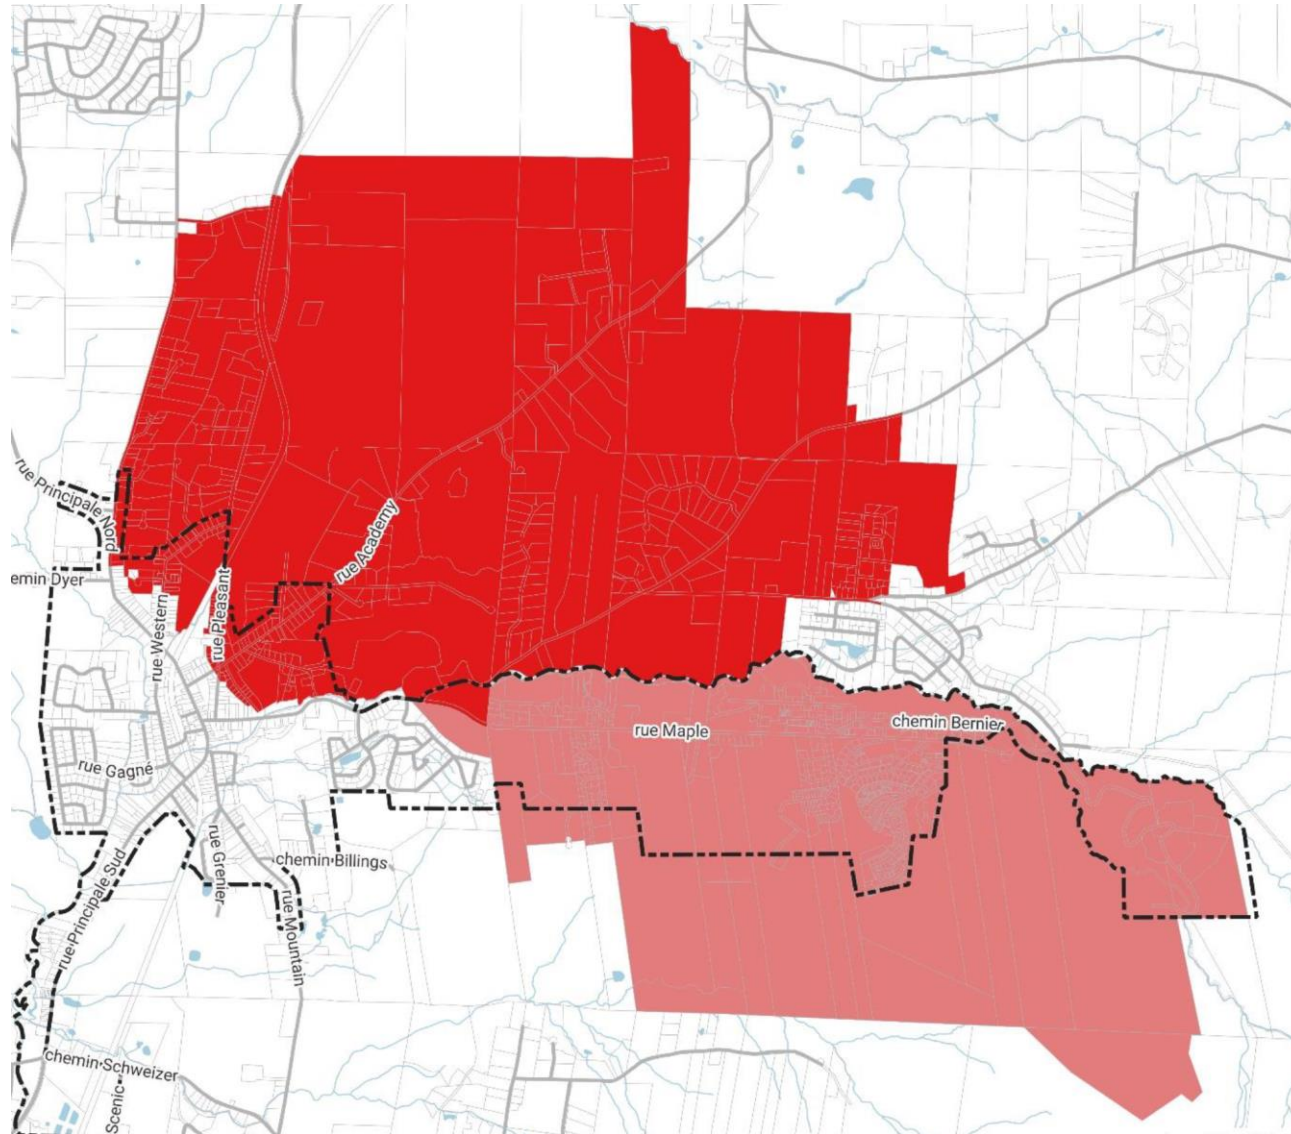 rue Principale Nord
rue Academy
emin Dyer
rue Western
rue Pleasant
rue Maple
chemin Bernier
rue Gagné
rue Grenier
chemin Billings
rue Principale Sud
rue Mountain
chemin Schweizer
Scenic